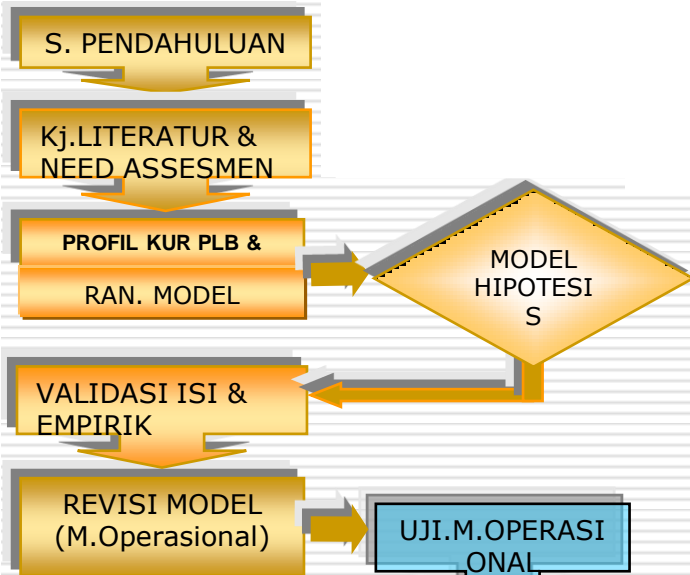 S. PENDAHULUAN
Kj.LITERATUR &
NEED ASSESMEN
PROFIL KUR PLB &
RAN. MODEL
MODEL
HIPOTESI
S
VALIDASI ISI &
EMPIRIK
REVISI MODEL
(M.Operasional)
UJI.M.OPERASI
ONAL